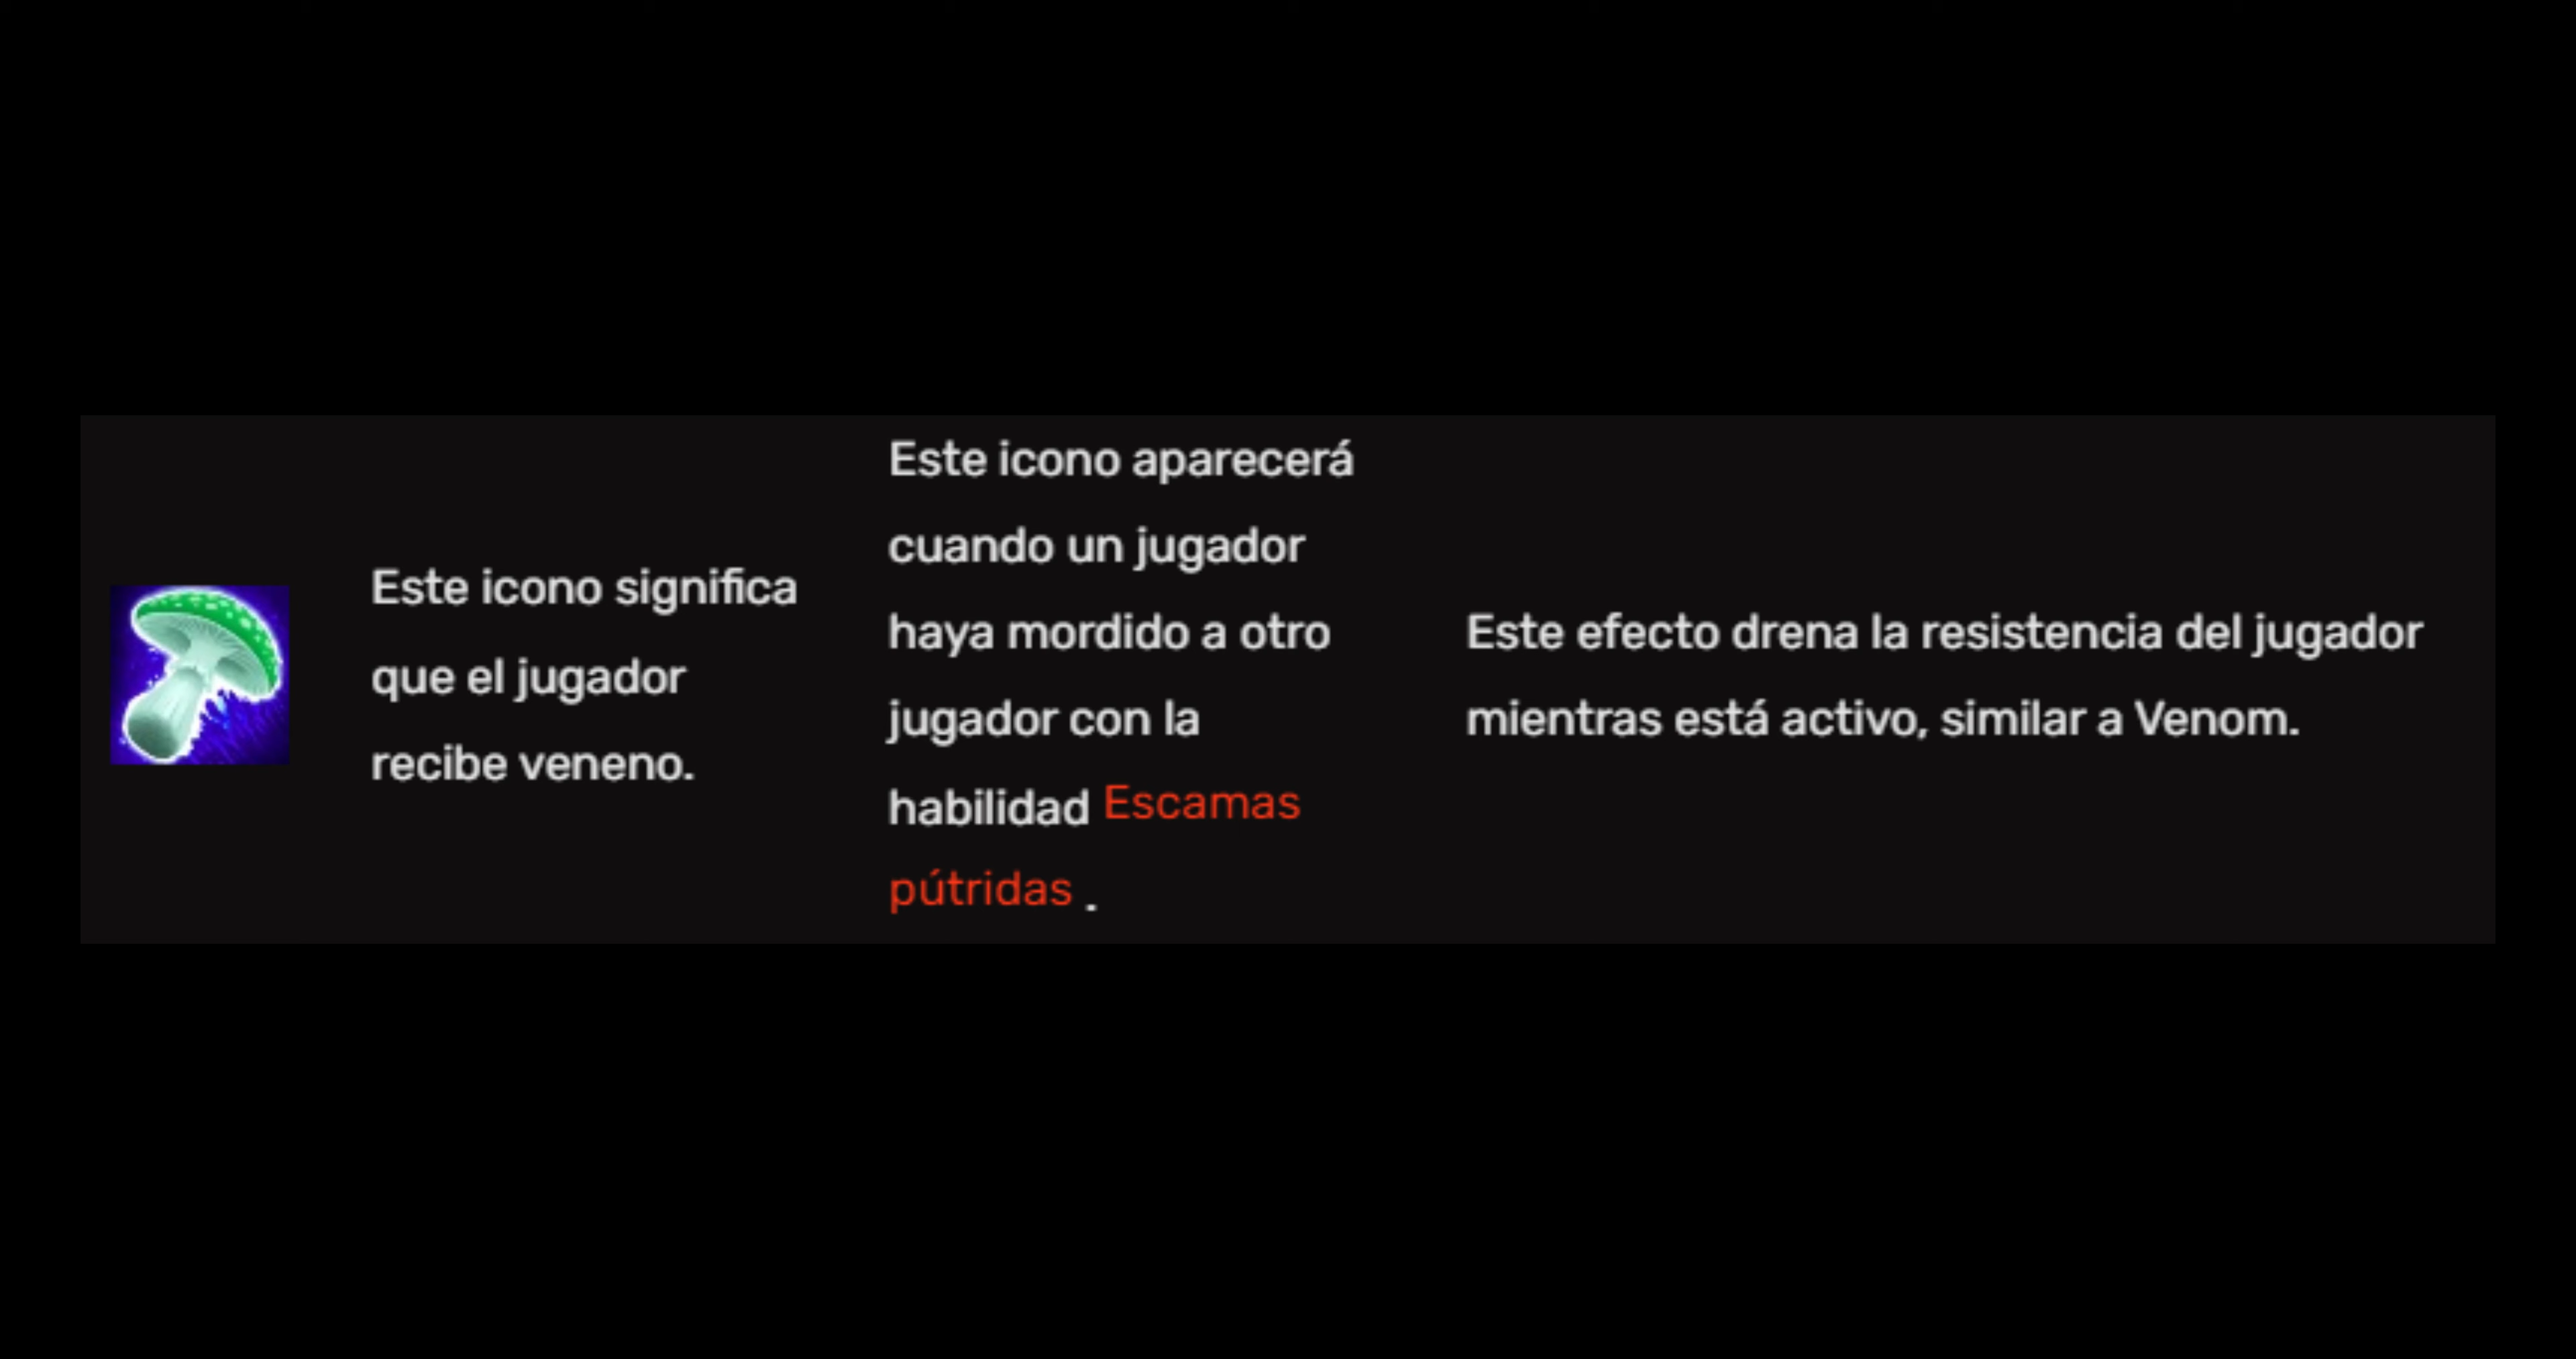 Este icono significa
que el jugador
recibe veneno.
Este icono aparecerá
cuando un jugador
haya mordido a otro
jugador con la
habilidad Escamas
pútridas .
Este efecto drena la resistencia del jugador
mientras está activo, similar a Venom.